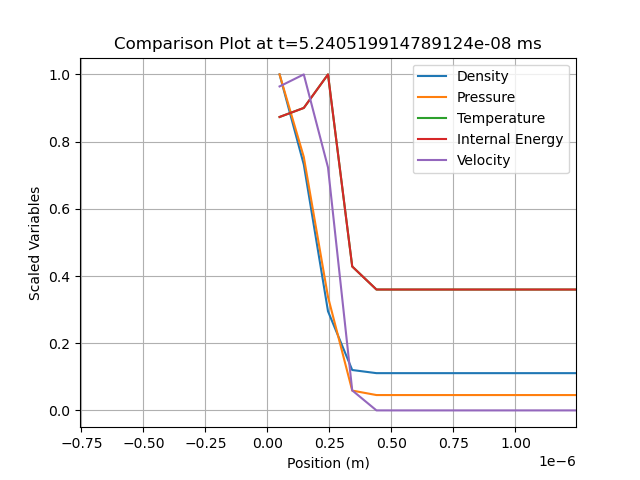 Comparison Plot at t=5.240519914789124e-08 ms
Density
Pressure
Temperature
Internal Energy
Velocity
Scaled Variables
1.0
0.8
0.6
0.4
0.2
0.0
−0.75 −0.50 −0.25 0.00 0.25 0.50 0.75 1.00
1e−6
Position (m)